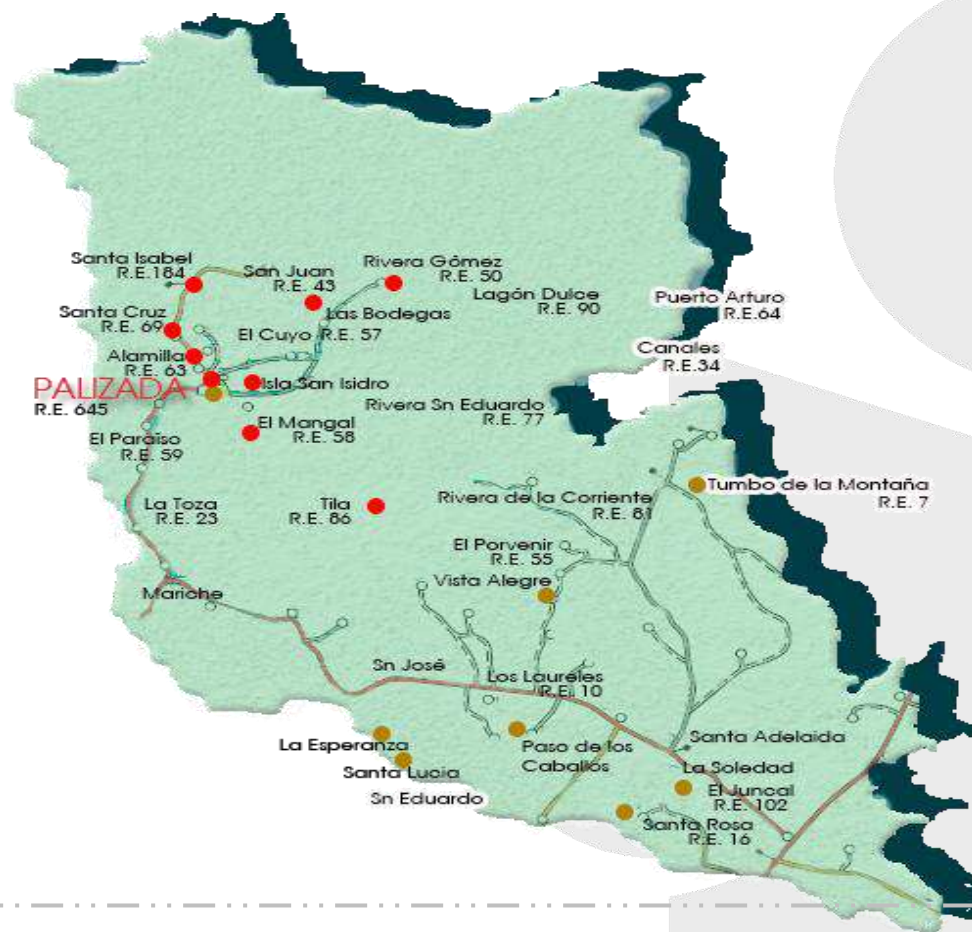 Santa Isabel
R.E.184
San Juan
R.E. 43
Rivera Gómez
R.E. 50
Lagón Dulce
R.E. 90
Puerto Arturo
R.E.64
Santa Cruz
R.E. 69
Las Bodegas
El Cuyo R.E. 57
Canales
R.E.34
Alamilla
R.E. 63
PALIZADA
R.E. 645
Isla San Isidro
Rivera Sn Eduardo
R.E. 77
El Mangal
R.E. 58
El Paraíso
R.E. 59
Tumbo de la Montaña
R.E. 7
La Toza
R.E. 23
Tila
R.E. 86
Rivera de la Corriente
R.E. 81
El Porvenir
R.E. 55
Vista Alegre
Mariche
Sn José
Los Laureles
R.E. 10
La Esperanza
Paso de los
Caballos
Santa Adelaida
Santa Lucia
La Soledad
Sn Eduardo
El Juncal
R.E. 102
Santa Rosa
R.E. 16